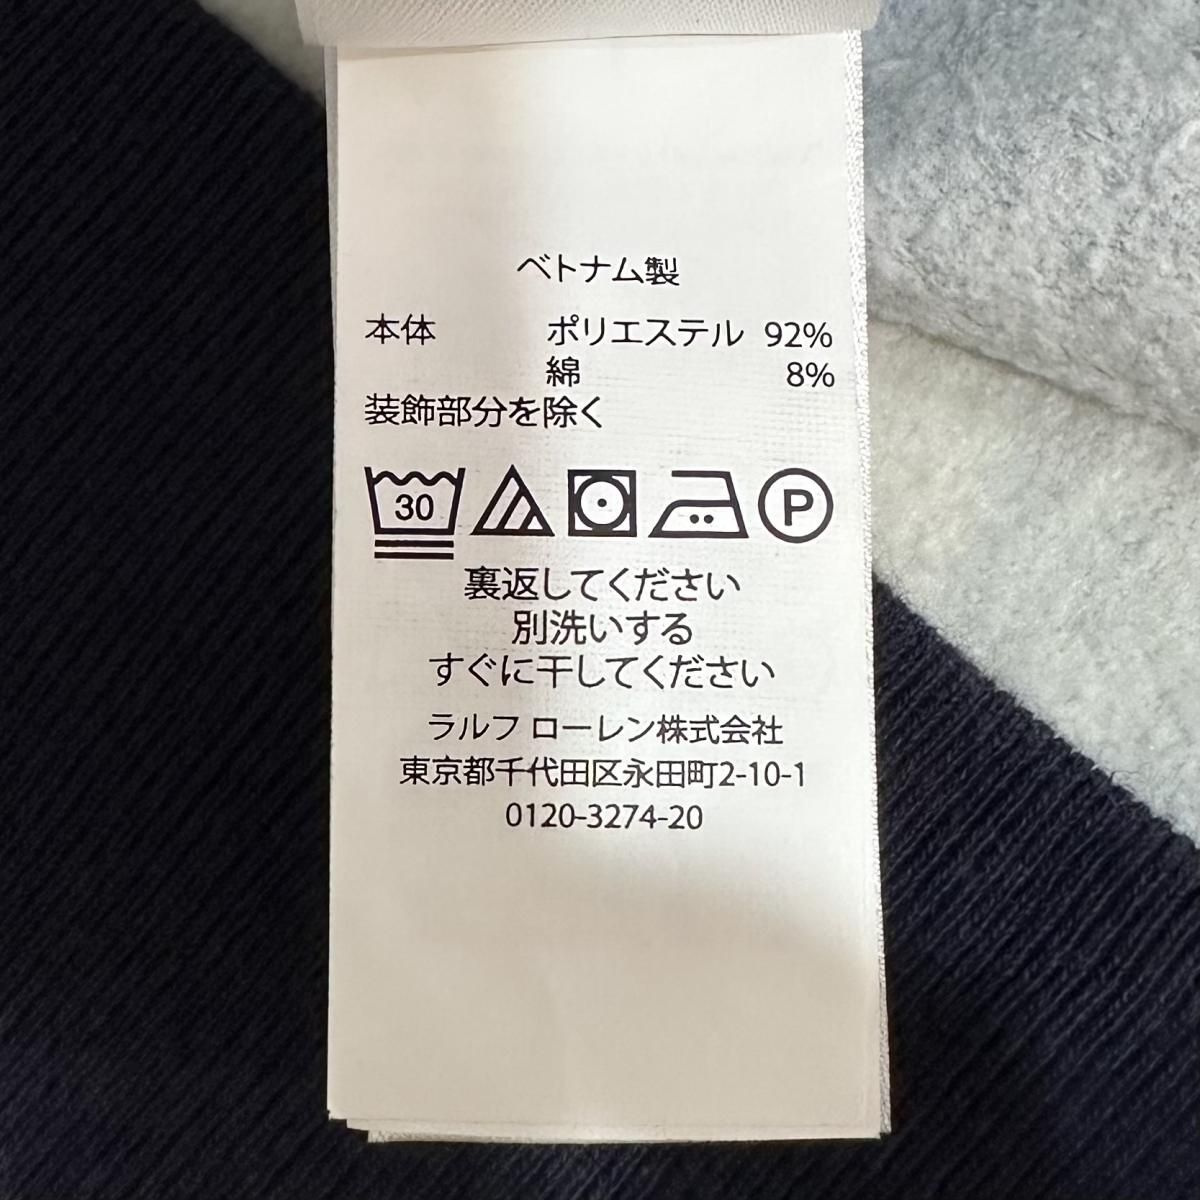 ベトナム製
本体 ポリエステル 92%
綿 8%
装飾部分を除く
30 P
裏返してください
別洗いする
すぐに干してください
ラルフ ローレン株式会社
東京都千代田区永田町2-10-1
0120-3274-20